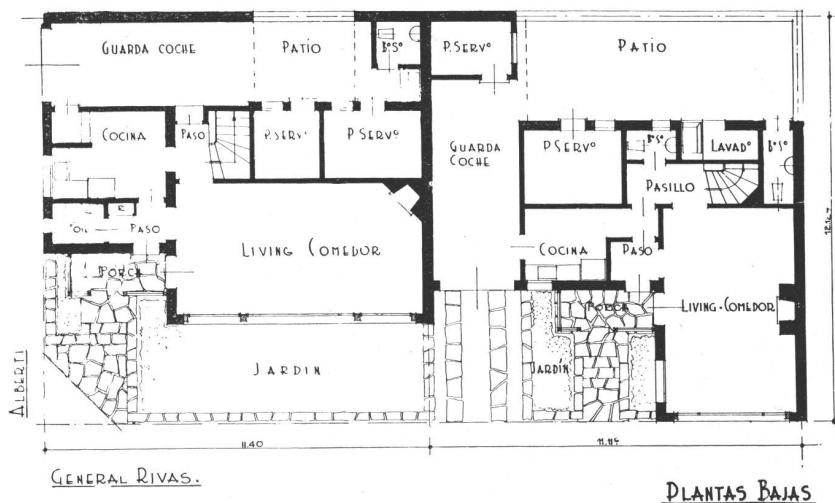 GUARDA COCHE
PATIO
Bº Sº
P. SERVº
PATIO
COCINA
PASO
P. SERVº
P. SERVº
GUARDA
COCHE
P SERVº
Bº Sº
LAVADº
Bº Sº
PASILLO
R
PASO
LIVING COMEDOR
COCINA
PASO
PORCH
PORCH
LIVING-COMEDOR
JARDIN
JARDÍN
ALBERTI
11.40
GENERAL RIVAS.
PLANTAS BAJAS